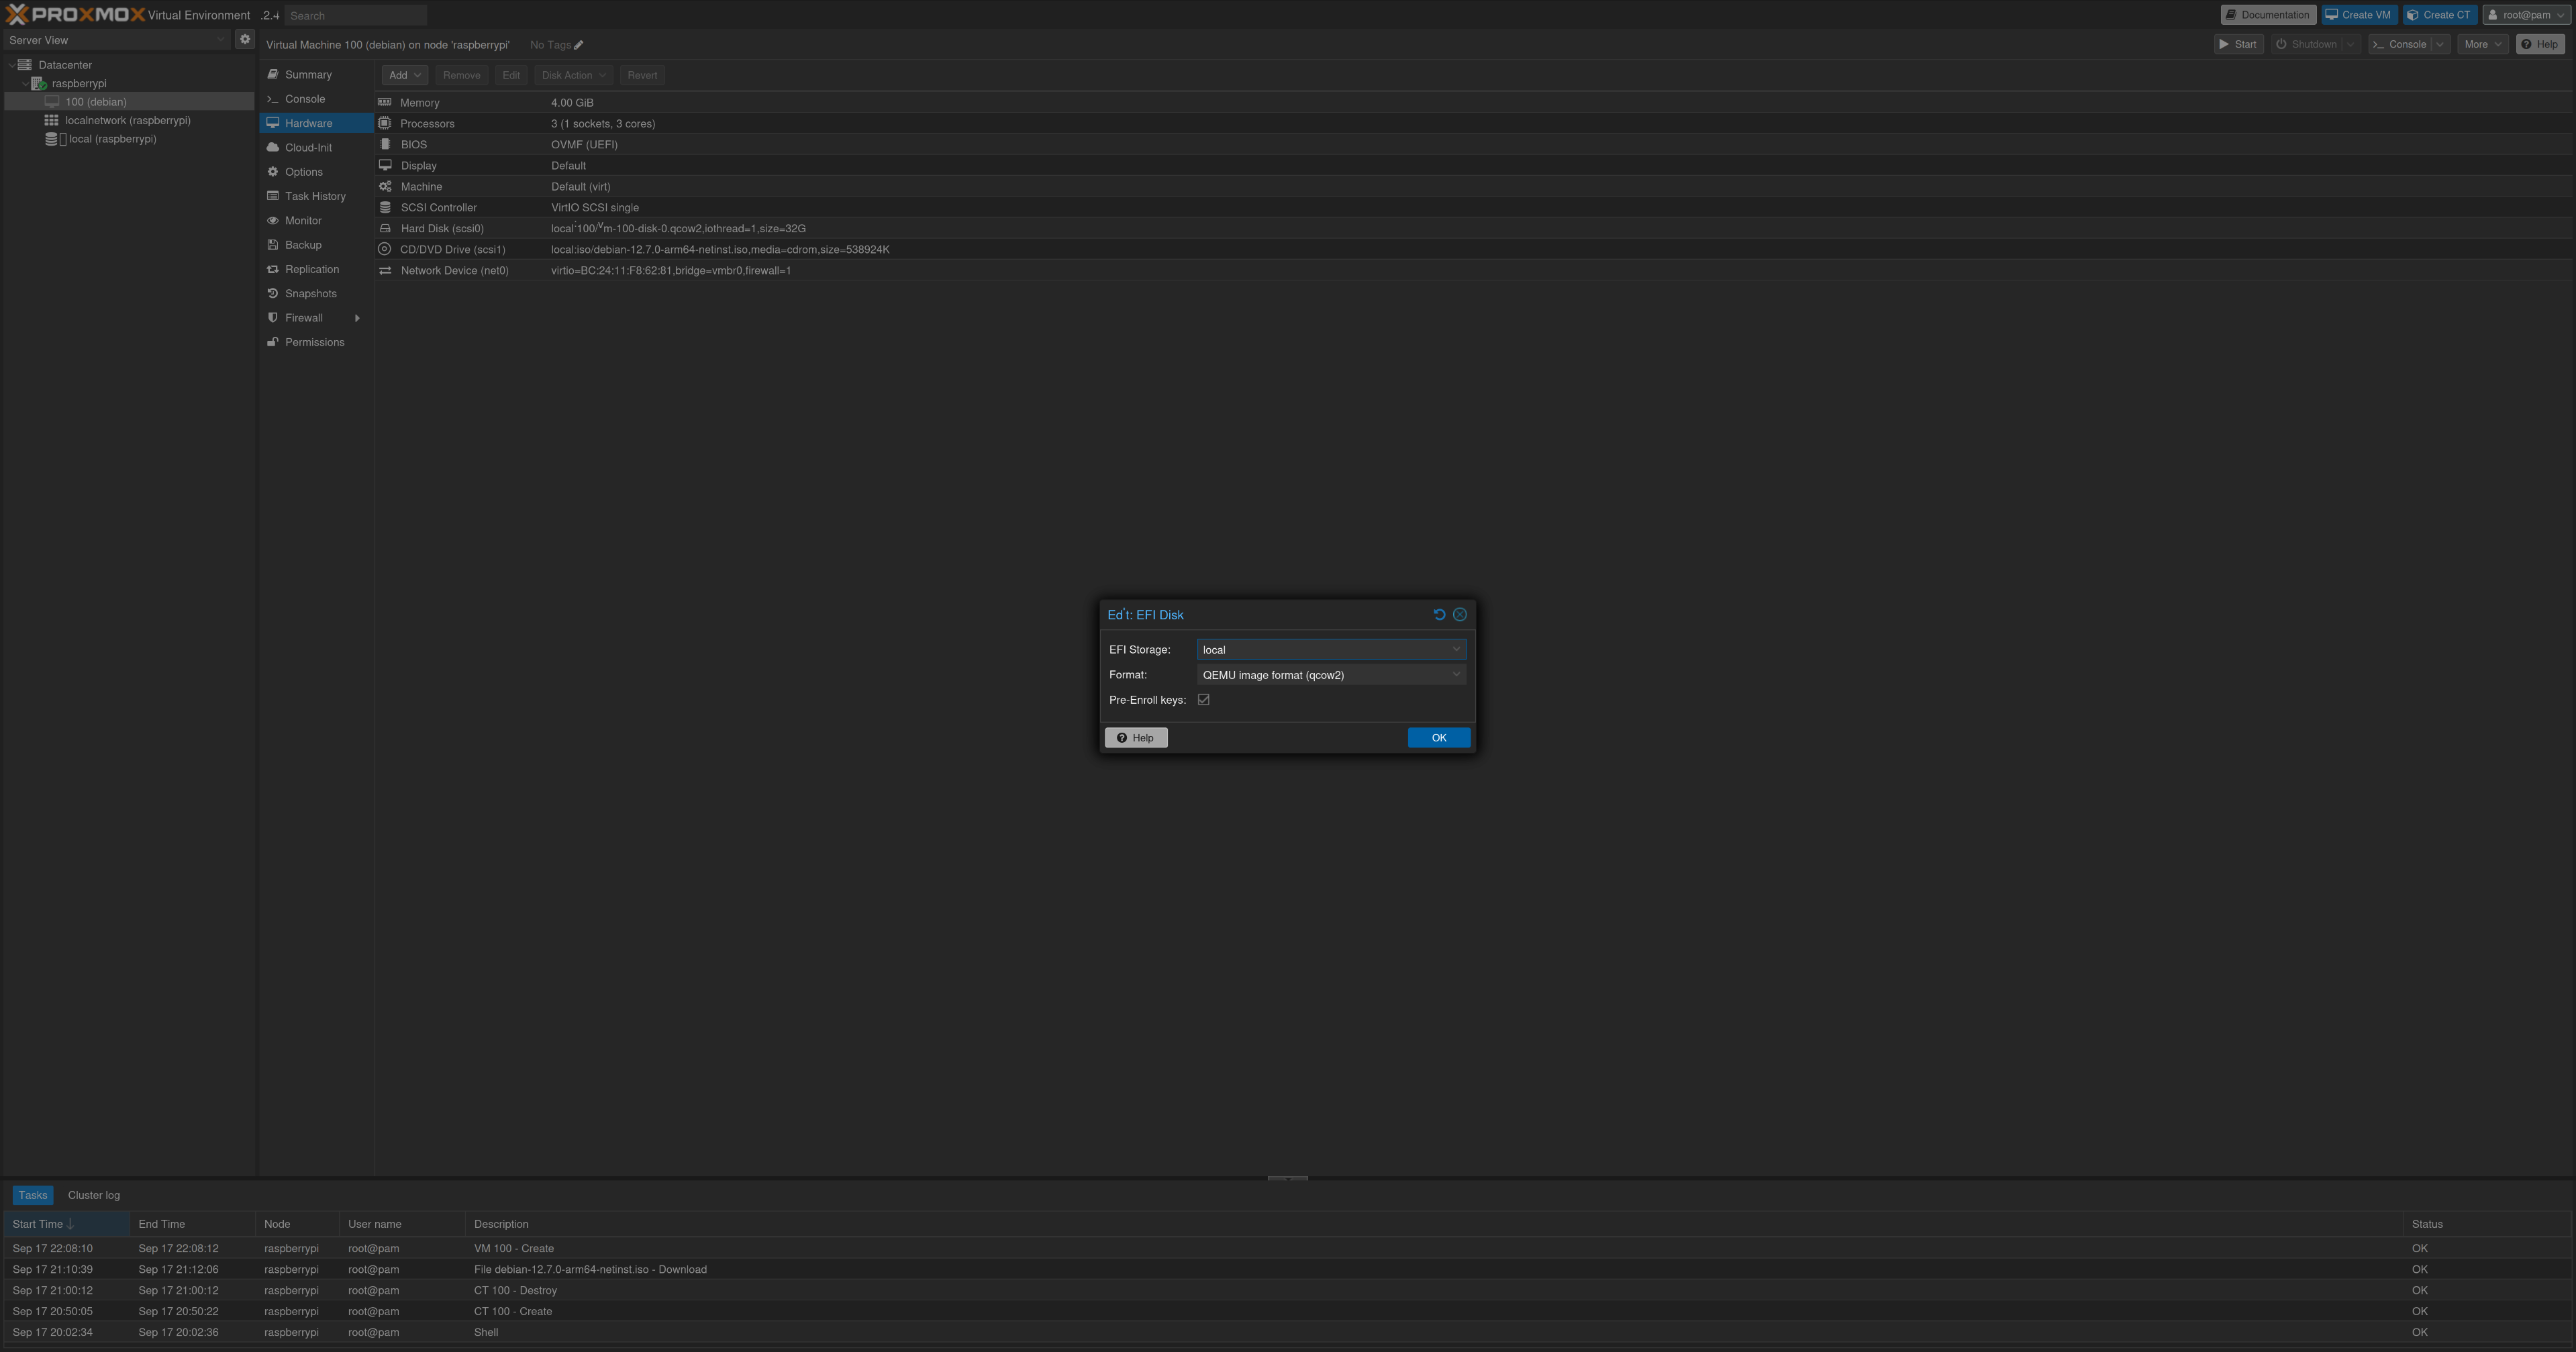 PROXMOX Virtual Environment .2.4 Search Documentation Create VM Create CT root@pam
Server View
Virtual Machine 100 (debian) on node 'raspberrypi' No Tags Start Shutdown Console More Help
Datacenter
raspberrypi
100 (debian)
localnetwork (raspberrypi)
local (raspberrypi)
Summary
Console
Hardware
Cloud-Init
Options
Task History
Monitor
Backup
Replication
Snapshots
Firewall
Permissions
Add Remove Edit Disk Action Revert
Memory 4.00 GiB
Processors 3 (1 sockets, 3 cores)
BIOS OVMF (UEFI)
Display Default
Machine Default (virt)
SCSI Controller VirtIO SCSI single
Hard Disk (scsi0) local:100/vm-100-disk-0.qcow2,iothread=1,size=32G
CD/DVD Drive (scsi1) local:iso/debian-12.7.0-arm64-netinst.iso,media=cdrom,size=538924K
Network Device (net0) virtio=BC:24:11:F8:62:81,bridge=vmbr0,firewall=1
Edit: EFI Disk
EFI Storage: local
Format: QEMU image format (qcow2)
Pre-Enroll keys:
Help OK
Tasks Cluster log
Start Time End Time Node User name Description Status
Sep 17 22:08:10 Sep 17 22:08:12 raspberrypi root@pam VM 100 - Create OK
Sep 17 21:10:39 Sep 17 21:12:06 raspberrypi root@pam File debian-12.7.0-arm64-netinst.iso - Download OK
Sep 17 21:00:12 Sep 17 21:00:12 raspberrypi root@pam CT 100 - Destroy OK
Sep 17 20:50:05 Sep 17 20:50:22 raspberrypi root@pam CT 100 - Create OK
Sep 17 20:02:34 Sep 17 20:02:36 raspberrypi root@pam Shell OK